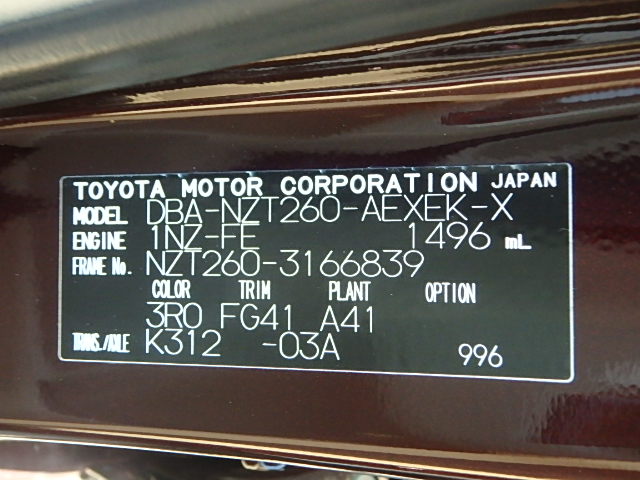 TOYOTA MOTOR CORPORATION JAPAN
MODEL DBA-NZT260-AEXEK-X
ENGINE 1NZ-FE 1496 mL
FRAME No. NZT260-3166839
COLOR TRIM PLANT OPTION
3R0 FG41 A41
TRANS./AXLE K312 -03A
996